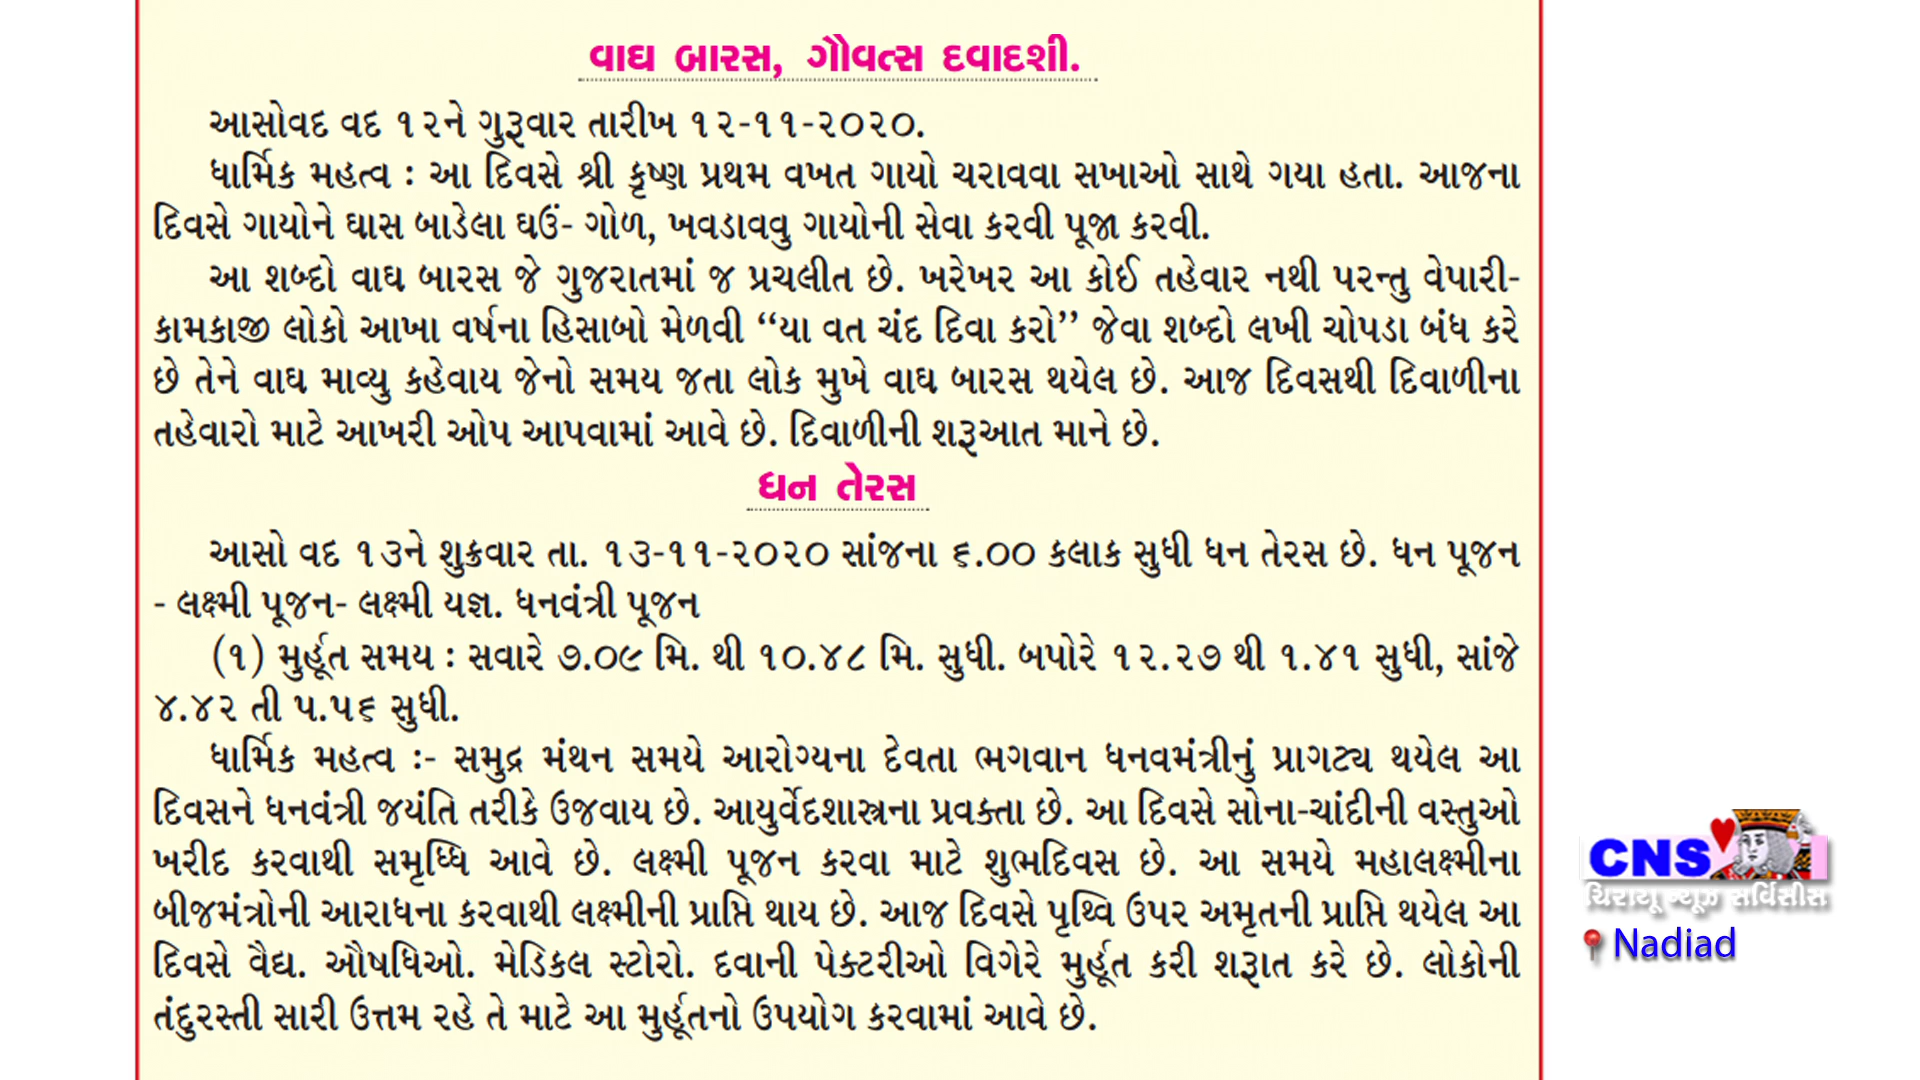 વાઘ બારસ, ગૌવત્સ દવાદશી.
આસોવદ વદ ૧૨ને ગુરૂવાર તારીખ ૧૨-૧૧-૨૦૨૦.
ધાર્મિક મહત્વ : આ દિવસે શ્રી કૃષ્ણ પ્રથમ વખત ગાયો ચરાવવા સખાઓ સાથે ગયા હતા. આજના
દિવસે ગાયોને ઘાસ બાડેલા ઘઉં- ગોળ, ખવડાવવુ ગાયોની સેવા કરવી પૂજા કરવી.
આ શબ્દો વાઘ બારસ જે ગુજરાતમાં જ પ્રચલીત છે. ખરેખર આ કોઈ તહેવાર નથી પરન્તુ વેપારી-
કામકાજી લોકો આખા વર્ષના હિસાબો મેળવી “યા વત ચંદ દિવા કરો” જેવા શબ્દો લખી ચોપડા બંધ કરે
છે તેને વાઘ માવ્યુ કહેવાય જેનો સમય જતા લોક મુખે વાઘ બારસ થયેલ છે. આજ દિવસથી દિવાળીના
તહેવારો માટે આખરી ઓપ આપવામાં આવે છે. દિવાળીની શરૂઆત માને છે.
ધન તેરસ
આસો વદ ૧૩ને શુક્રવાર તા. ૧૩-૧૧-૨૦૨૦ સાંજના ૬.૦૦ કલાક સુધી ધન તેરસ છે. ધન પૂજન
- લક્ષ્મી પૂજન- લક્ષ્મી યજ્ઞ. ધનવંત્રી પૂજન
(૧) મુર્હૂત સમય : સવારે ૭.૦૯ મિ. થી ૧૦.૪૮ મિ. સુધી. બપોરે ૧૨.૨૭ થી ૧.૪૧ સુધી, સાંજે
૪.૪૨ તી ૫.૫૬ સુધી.
ધાર્મિક મહત્વ :- સમુદ્ર મંથન સમયે આરોગ્યના દેવતા ભગવાન ધનવમંત્રીનું પ્રાગટ્ય થયેલ આ
દિવસને ધનવંત્રી જયંતિ તરીકે ઉજવાય છે. આયુર્વેદશાસ્ત્રના પ્રવક્તા છે. આ દિવસે સોના-ચાંદીની વસ્તુઓ
ખરીદ કરવાથી સમૃધ્ધિ આવે છે. લક્ષ્મી પૂજન કરવા માટે શુભદિવસ છે. આ સમયે મહાલક્ષ્મીના
બીજમંત્રોની આરાધના કરવાથી લક્ષ્મીની પ્રાપ્તિ થાય છે. આજ દિવસે પૃથ્વિ ઉપર અમૃતની પ્રાપ્તિ થયેલ આ
દિવસે વૈદ્ય. ઔષધિઓ. મેડિકલ સ્ટોરો. દવાની પેક્ટરીઓ વિગેરે મુર્હૂત કરી શરૂાત કરે છે. લોકોની
તંદુરસ્તી સારી ઉત્તમ રહે તે માટે આ મુર્હૂતનો ઉપયોગ કરવામાં આવે છે.
CNS
ચિરાયૂ ન્યૂઝ સર્વિસીસ
Nadiad